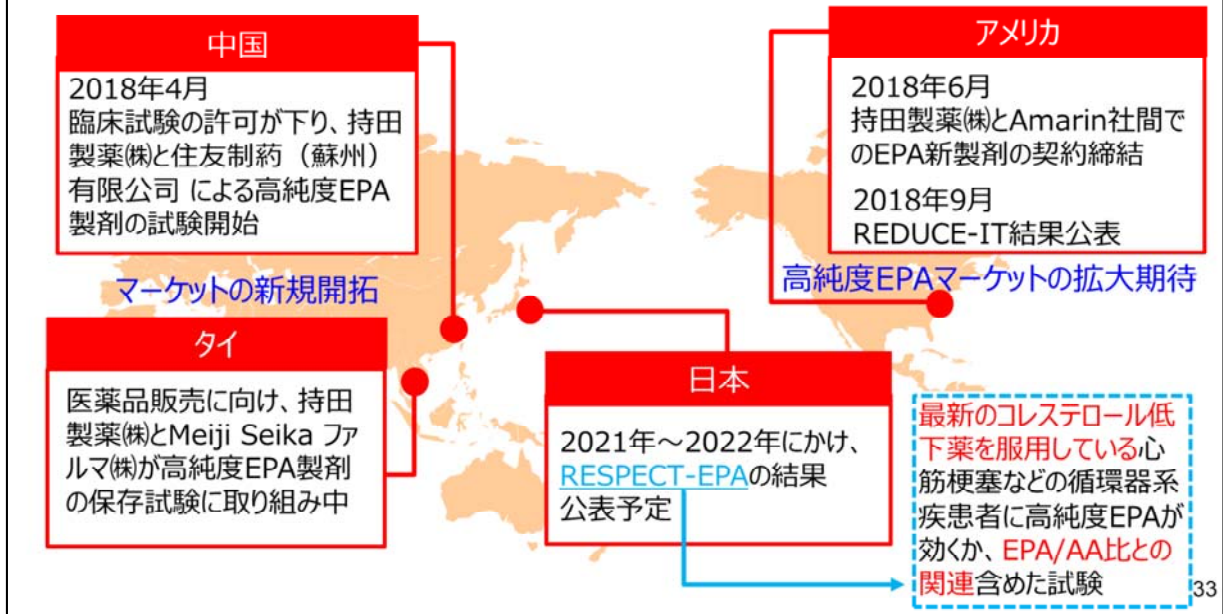 中国
2018年4月
臨床試験の許可が下り、持田
製薬㈱と住友制葯（蘇州）
有限公司 による高純度EPA
製剤の試験開始
アメリカ
2018年6月
持田製薬㈱とAmarin社間で
のEPA新製剤の契約締結
2018年9月
REDUCE-IT結果公表
マーケットの新規開拓
高純度EPAマーケットの拡大期待
タイ
医薬品販売に向け、持田
製薬㈱とMeiji Seika ファ
ルマ㈱が高純度EPA製剤
の保存試験に取り組み中
日本
2021年～2022年にかけ、
RESPECT-EPAの結果
公表予定
最新のコレステロール低
下薬を服用している心
筋梗塞などの循環器系
疾患者に高純度EPAが
効くか、EPA/AA比との
関連含めた試験
33